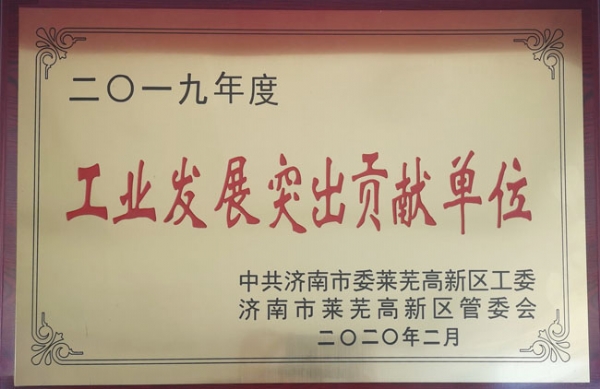 二〇一九年度
工业发展突出贡献单位
中共济南市委莱芜高新区工委
济南市莱芜高新区管委会
二〇二〇年二月